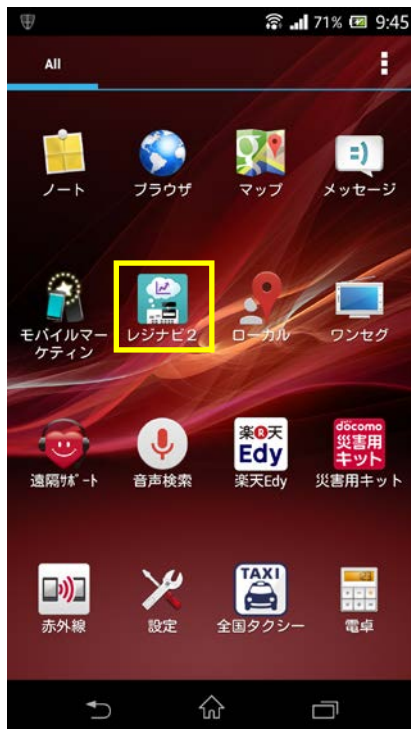 71% 9:45
All
ノート ブラウザ マップ メッセージ
:)
モバイルマーケティン レジナビ2 ローカル ワンセグ
楽R天
Edy
döcomo
災害用
キット
遠隔ｻﾎﾟｰﾄ 音声検索 楽天Edy 災害用キット
TAXI
123
赤外線 設定 全国タクシー 電卓